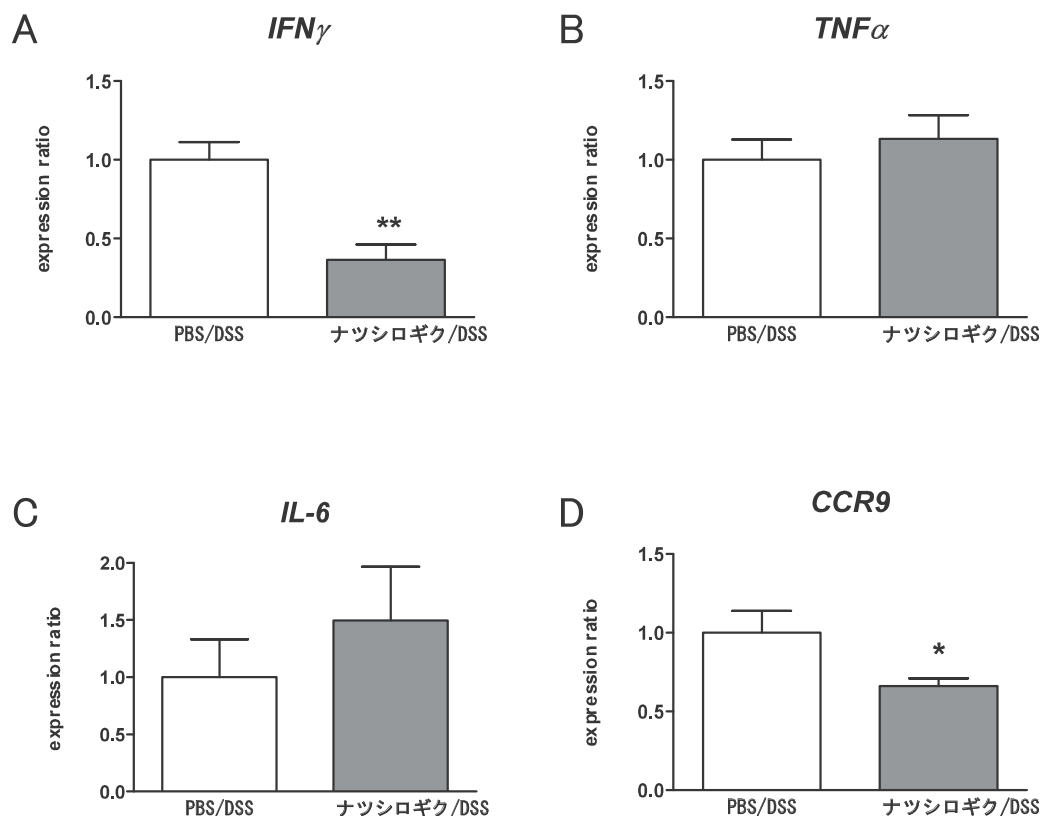 A
IFNγ
expression ratio
1.5
1.0
0.5
0.0
**
PBS/DSS
ナツシロギク/DSS
B
TNFα
expression ratio
1.5
1.0
0.5
0.0
PBS/DSS
ナツシロギク/DSS
C
IL-6
expression ratio
2.0
1.5
1.0
0.5
0.0
PBS/DSS
ナツシロギク/DSS
D
CCR9
expression ratio
1.5
1.0
0.5
0.0
*
PBS/DSS
ナツシロギク/DSS